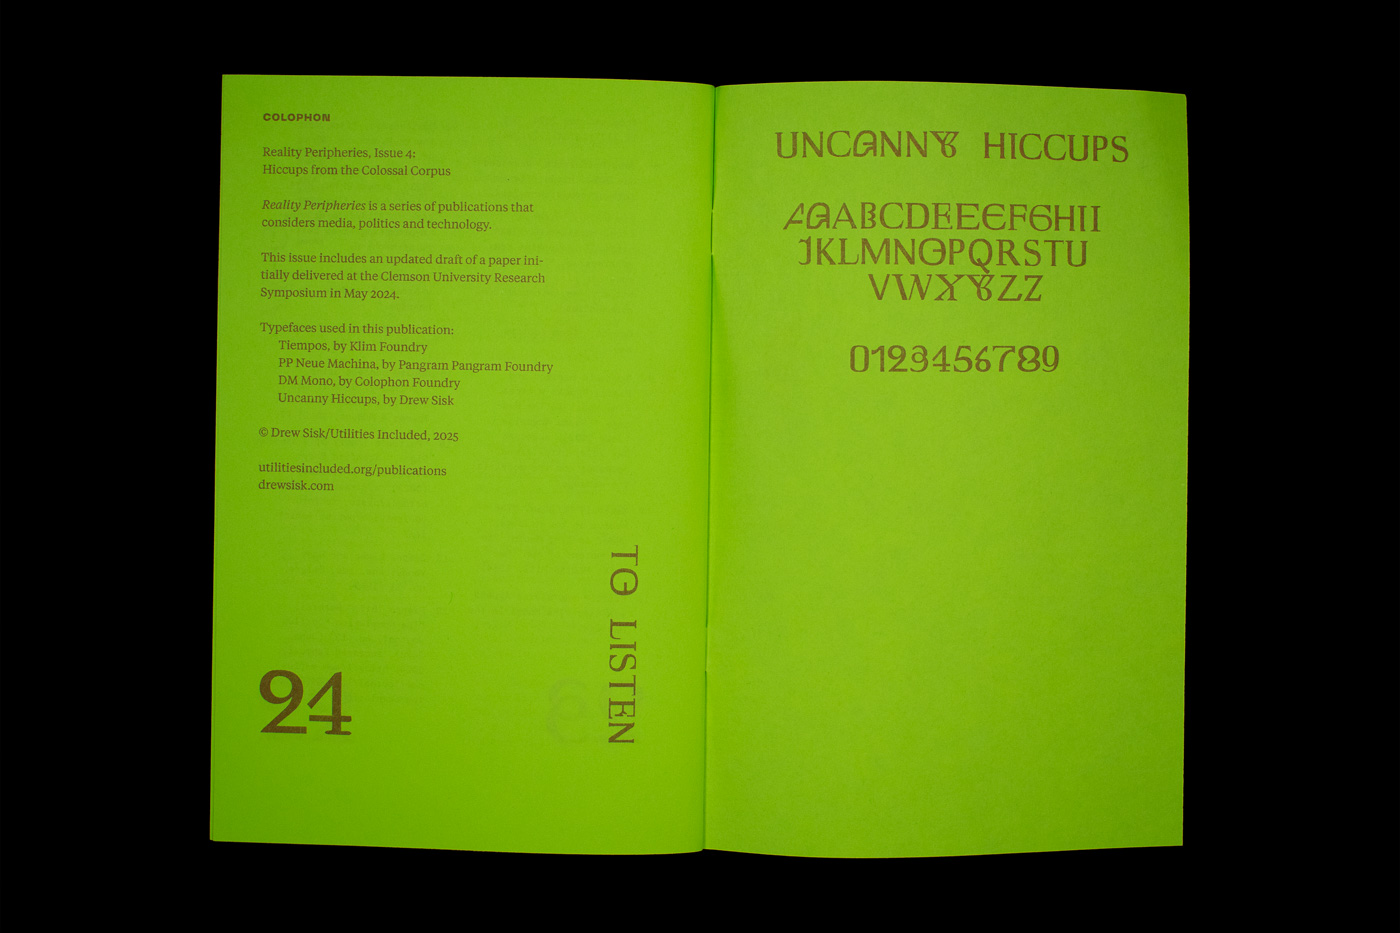 COLOPHON
Reality Peripheries, Issue 4:
Hiccups from the Colossal Corpus
Reality Peripheries is a series of publications that
considers media, politics and technology.
This issue includes an updated draft of a paper ini-
tially delivered at the Clemson University Research
Symposium in May 2024.
Typefaces used in this publication:
Tiempos, by Klim Foundry
PP Neue Machina, by Pangram Pangram Foundry
DM Mono, by Colophon Foundry
Uncanny Hiccups, by Drew Sisk
© Drew Sisk/Utilities Included, 2025
utilitiesincluded.org/publications
drewsisk.com
TO LISTEN
24
UNCANNY HICCUPS
AAABCDEEEFGHII
JKLMNOPQRSTU
VWXYZZ
0123456789